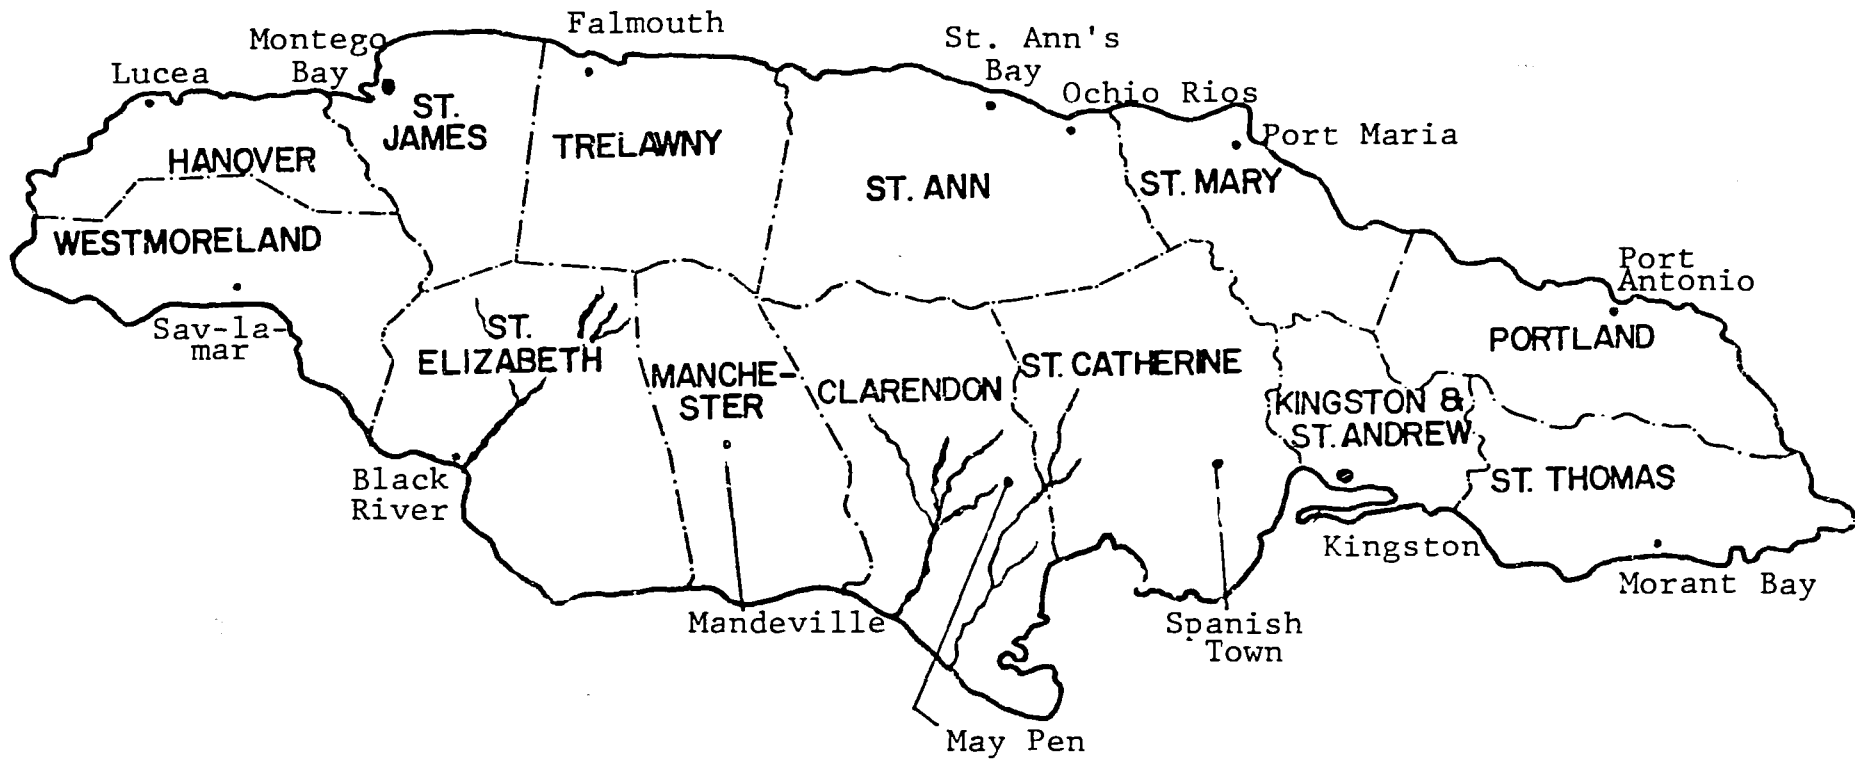 Falmouth
Montego
Bay
Lucea
St. Ann's
Bay
Ochio Rios
Port Maria
ST.
JAMES
TRELAWNY
HANOVER
ST. ANN
ST. MARY
WESTMORELAND
Port
Antonio
Sav-la-
mar
ST.
ELIZABETH
MANCHE-
STER
CLARENDON
ST. CATHERINE
PORTLAND
KINGSTON &
ST. ANDREW
ST. THOMAS
Black
River
Kingston
Morant Bay
Mandeville
Spanish
Town
May Pen